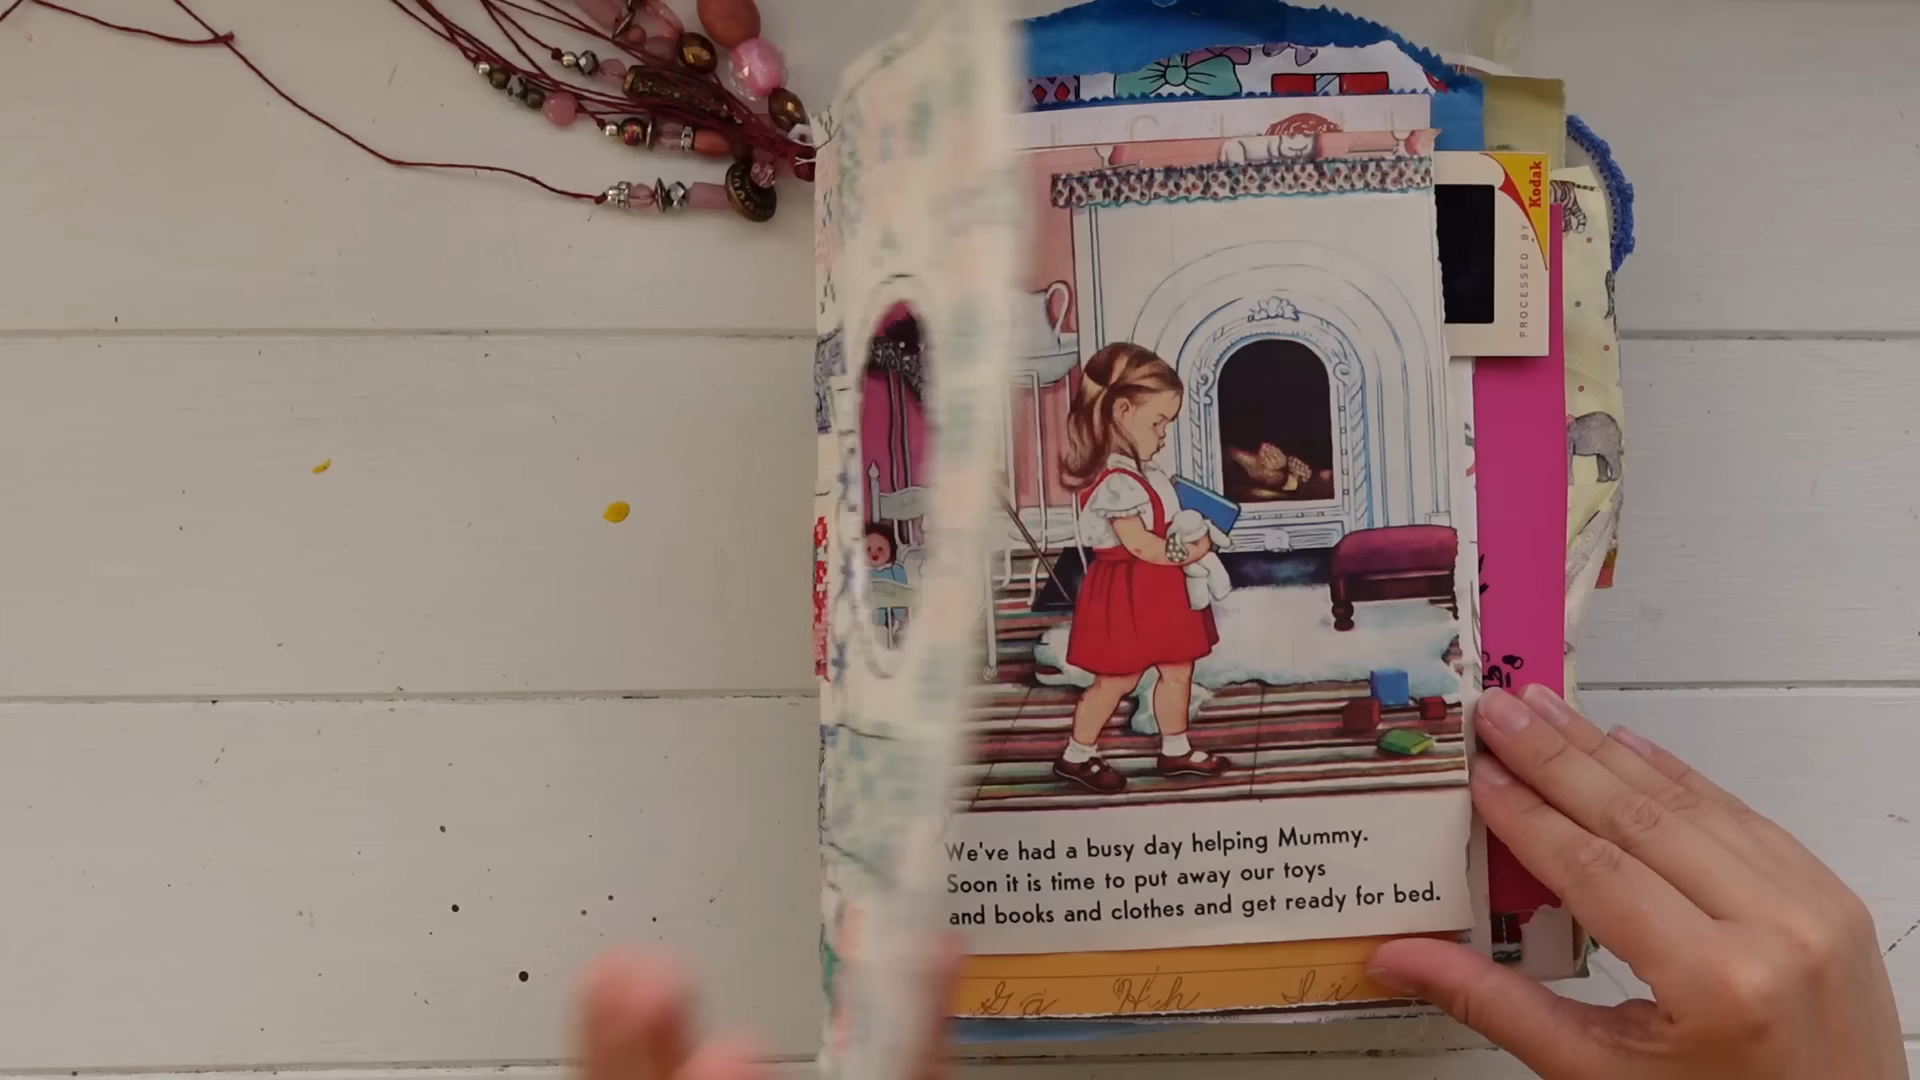 Kodak
PROCESSED BY
We've had a busy day helping Mummy.
Soon it is time to put away our toys
and books and clothes and get ready for bed.
G a H h I i